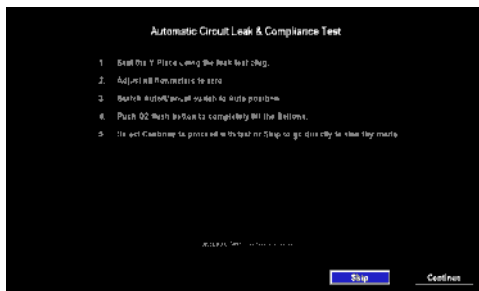 Automatic Circuit Leak & Compliance Test
1. Seal the Y Piece using the leak test plug.
2. Adjust all flowmeters to zero
3. Switch Auto/Manual switch to Auto position
4. Push O2 flush button to completely fill the Bellows.
5. Select Continue to proceed with test or Skip to go directly to standby mode
Skip
Continue